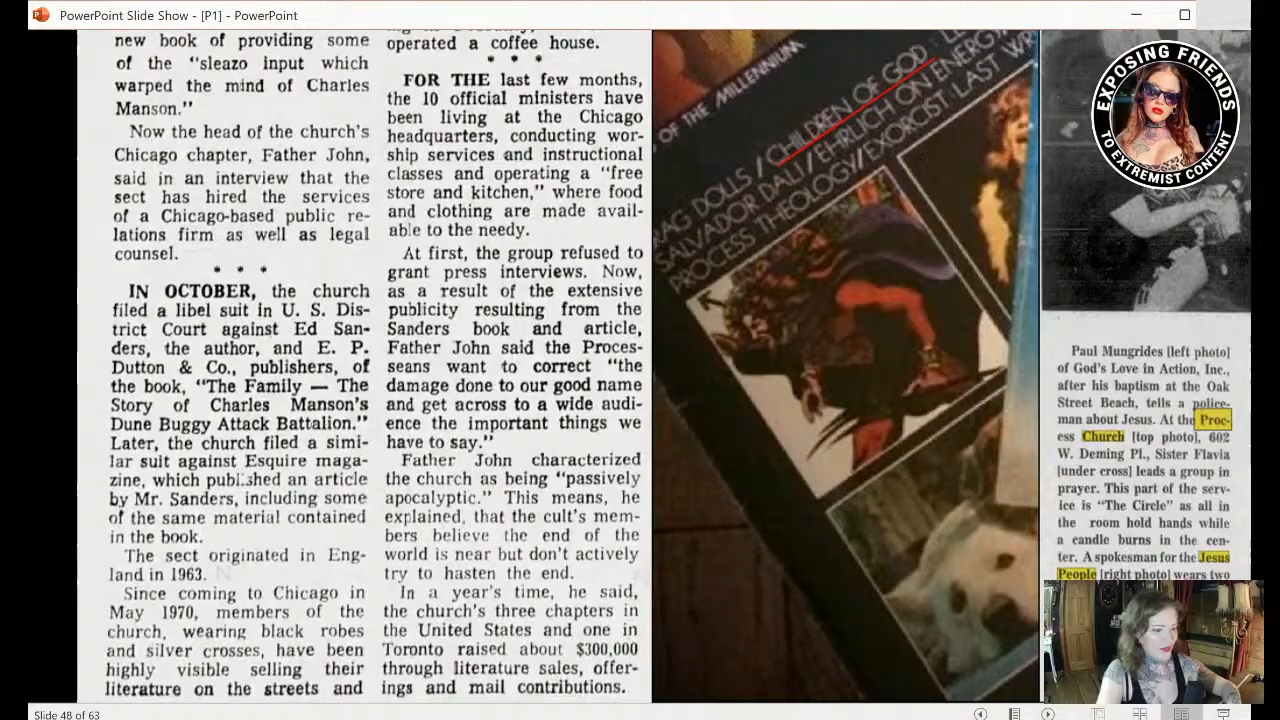 PowerPoint Slide Show - [P1] - PowerPoint
new book of providing some
of the "sleazo input which
warped the mind of Charles
Manson."
Now the head of the church's
Chicago chapter, Father John,
said in an interview that the
sect has hired the services
of a Chicago-based public re-
lations firm as well as legal
counsel.
* * *
IN OCTOBER, the church
filed a libel suit in U. S. Dis-
trict Court against Ed San-
ders, the author, and E. P.
Dutton & Co., publishers, of
the book, "The Family — The
Story of Charles Manson's
Dune Buggy Attack Battalion."
Later, the church filed a simi-
lar suit against Esquire maga-
zine, which published an article
by Mr. Sanders, including some
of the same material contained
in the book.
The sect originated in Eng-
land in 1963.
Since coming to Chicago in
May 1970, members of the
church, wearing black robes
and silver crosses, have been
highly visible selling their
literature on the streets and
operated a coffee house.
* * *
FOR THE last few months,
the 10 official ministers have
been living at the Chicago
headquarters, conducting wor-
ship services and instructional
classes and operating a "free
store and kitchen," where food
and clothing are made avail-
able to the needy.
At first, the group refused to
grant press interviews. Now,
as a result of the extensive
publicity resulting from the
Sanders book and article,
Father John said the Proces-
seans want to correct "the
damage done to our good name
and get across to a wide audi-
ence the important things we
have to say."
Father John characterized
the church as being "passively
apocalyptic." This means, he
explained, that the cult's mem-
bers believe the end of the
world is near but don't actively
try to hasten the end.
In a year's time, he said,
the church's three chapters in
the United States and one in
Toronto raised about $300,000
through literature sales, offer-
ings and mail contributions.
OF THE MILLENNIUM
RAG DOLLS / CHILDREN OF GOD
SALVADOR DALI / EHRLICH ON ENERGY
PROCESS THEOLOGY / EXORCIST LAST
EXPOSING FRIENDS
TO EXTREMIST CONTENT
Paul Mungrides [left photo]
of God's Love in Action, Inc.,
after his baptism at the Oak
Street Beach, tells a police-
man about Jesus. At the Proc-
ess Church [top photo], 602
W. Deming Pl., Sister Flavia
[under cross] leads a group in
prayer. This part of the serv-
ice is "The Circle" as all in
the room hold hands while
a candle burns in the cen-
ter. A spokesman for the Jesus
People [right photo] wears two
Slide 48 of 63